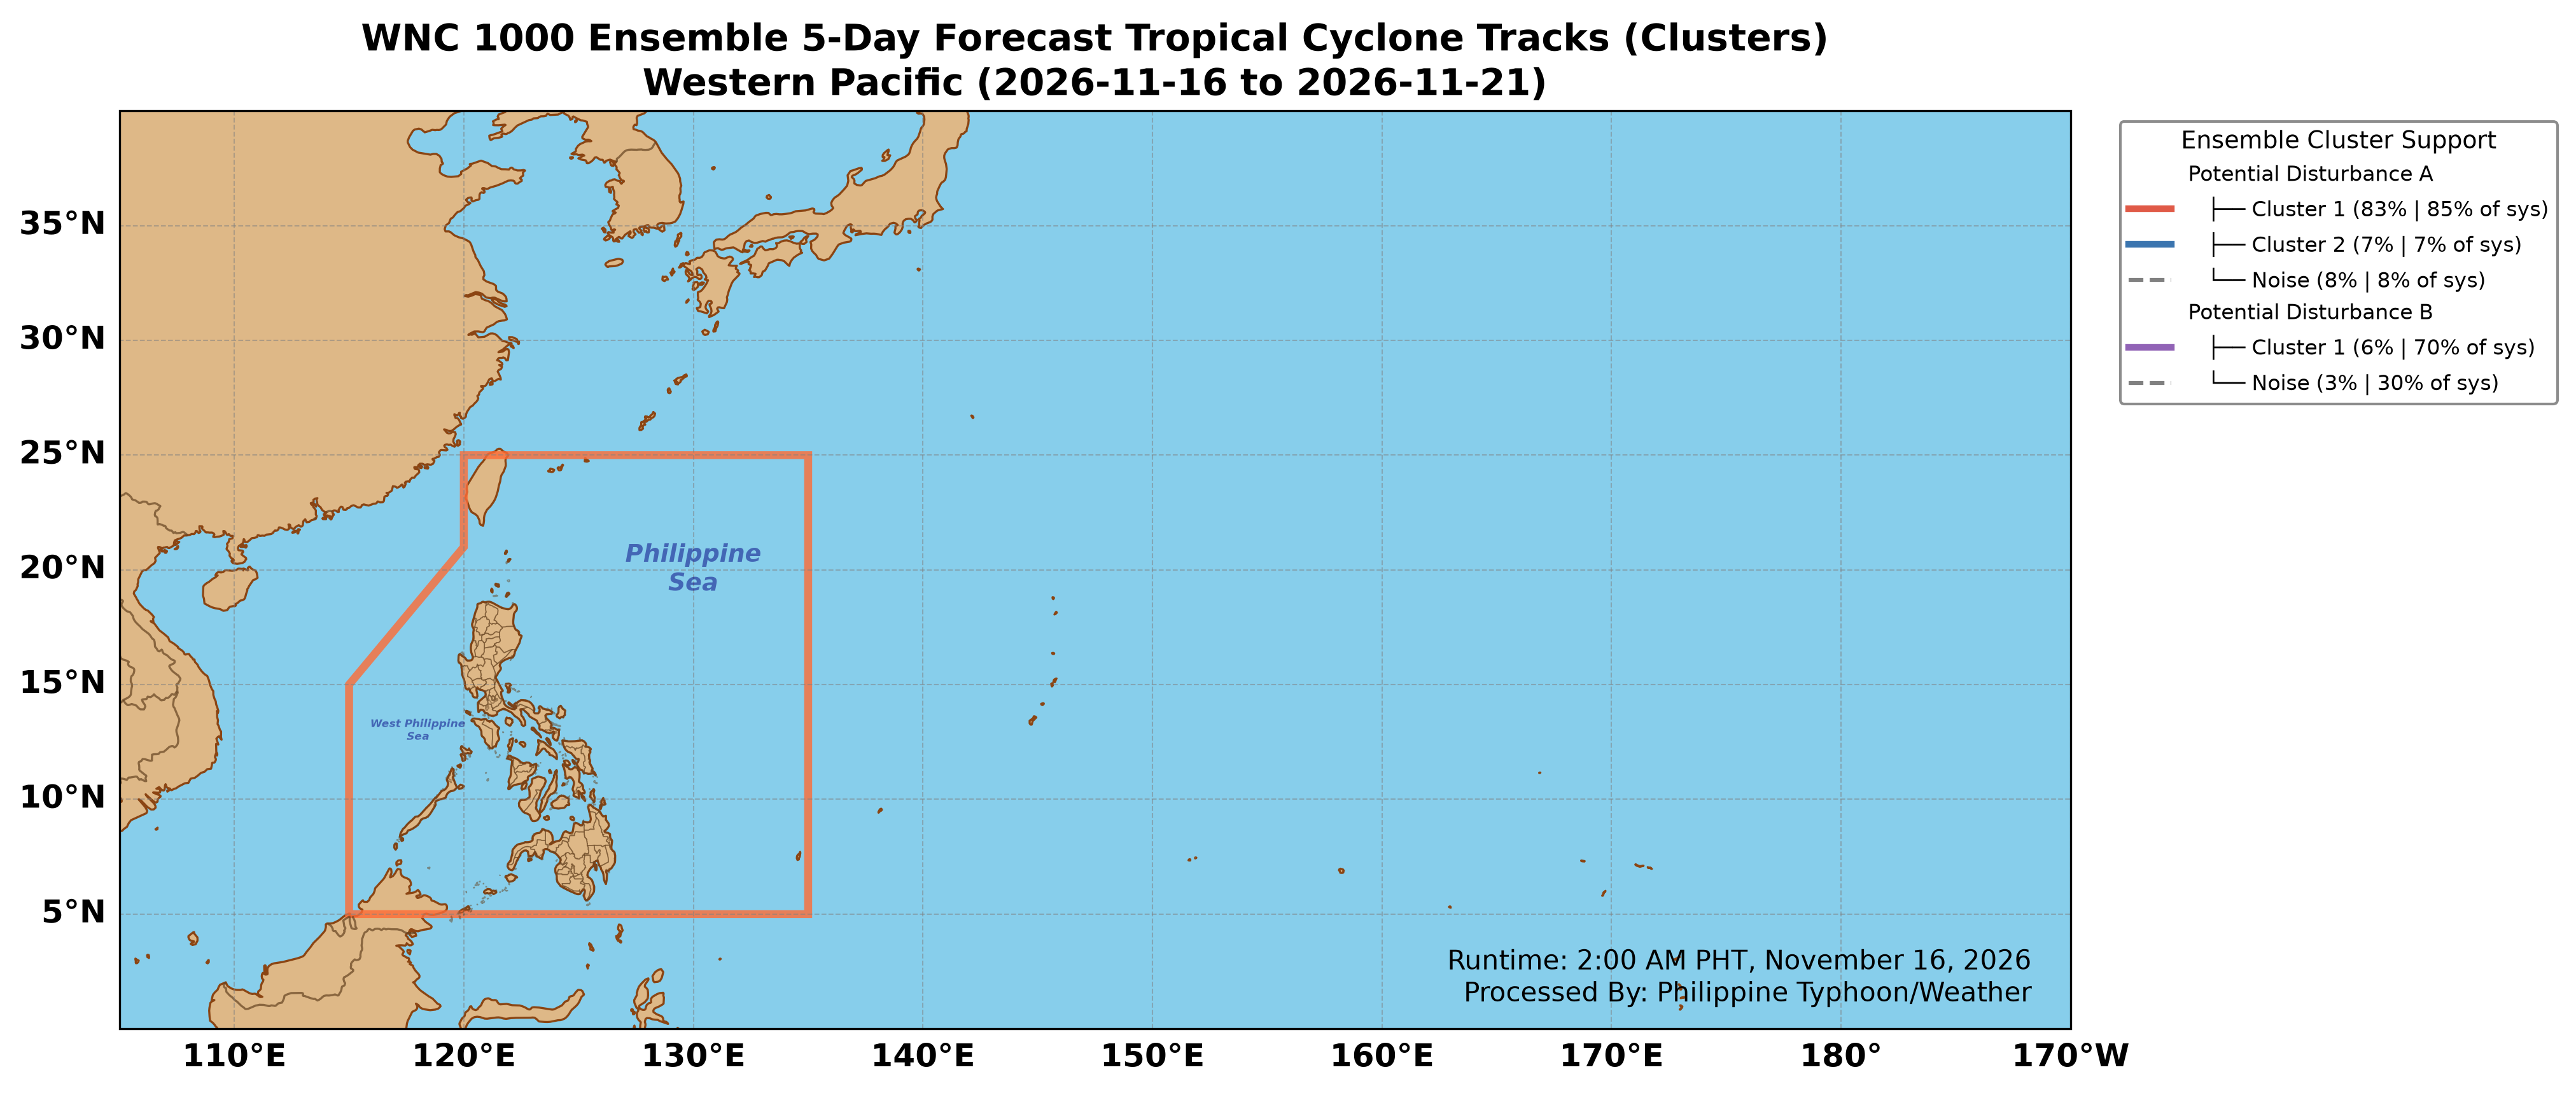 WNC 1000 Ensemble 5-Day Forecast Tropical Cyclone Tracks (Clusters)
Western Pacific (2026-11-16 to 2026-11-21)
Ensemble Cluster Support
Potential Disturbance A
├── Cluster 1 (83% | 85% of sys)
├── Cluster 2 (7% | 7% of sys)
└── Noise (8% | 8% of sys)
Potential Disturbance B
├── Cluster 1 (6% | 70% of sys)
└── Noise (3% | 30% of sys)
35°N
30°N
25°N
20°N
15°N
10°N
5°N
Philippine
Sea
West Philippine
Sea
Runtime: 2:00 AM PHT, November 16, 2026
Processed By: Philippine Typhoon/Weather
110°E
120°E
130°E
140°E
150°E
160°E
170°E
180°
170°W